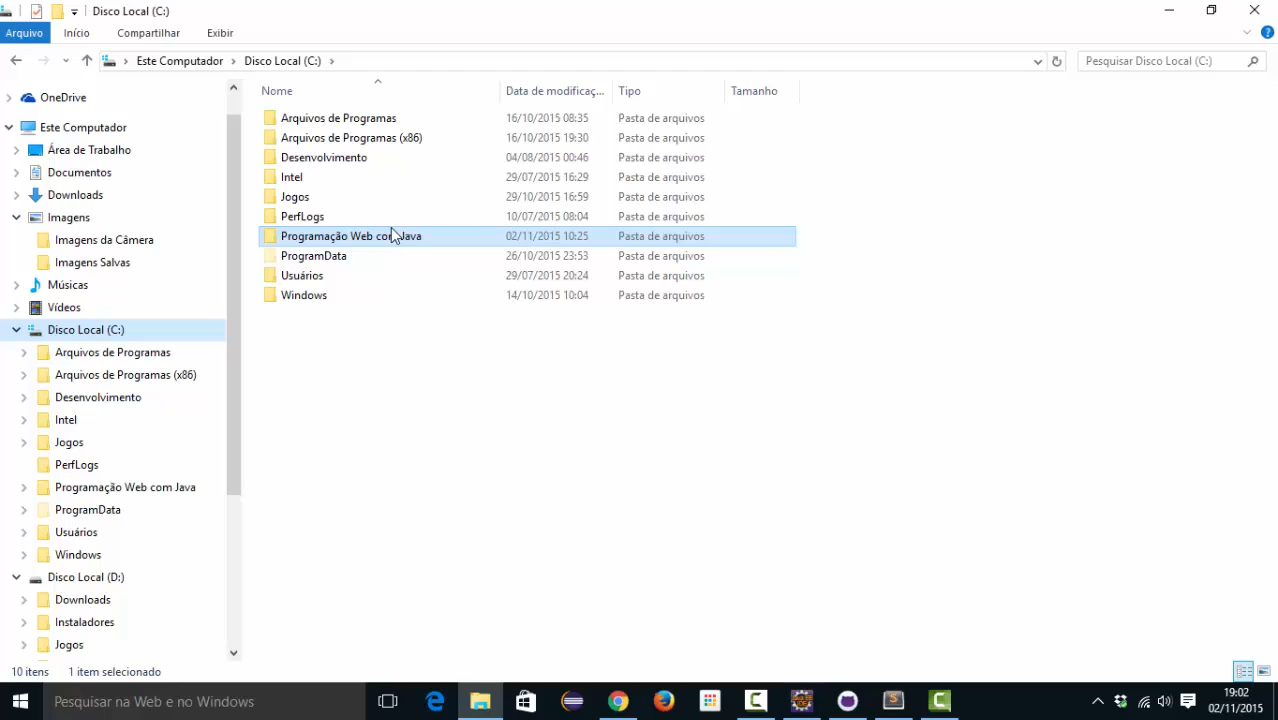 Disco Local (C:)
Arquivo Início Compartilhar Exibir
Este Computador Disco Local (C:) Pesquisar Disco Local (C:)
OneDrive
Este Computador
Área de Trabalho
Documentos
Downloads
Imagens
Imagens da Câmera
Imagens Salvas
Músicas
Vídeos
Disco Local (C:)
Arquivos de Programas
Arquivos de Programas (x86)
Desenvolvimento
Intel
Jogos
PerfLogs
Programação Web com Java
ProgramData
Usuários
Windows
Disco Local (D:)
Downloads
Instaladores
Jogos
Nome Data de modificaç... Tipo Tamanho
Arquivos de Programas 16/10/2015 08:35 Pasta de arquivos
Arquivos de Programas (x86) 16/10/2015 19:30 Pasta de arquivos
Desenvolvimento 04/08/2015 00:46 Pasta de arquivos
Intel 29/07/2015 16:29 Pasta de arquivos
Jogos 29/10/2015 16:59 Pasta de arquivos
PerfLogs 10/07/2015 08:04 Pasta de arquivos
Programação Web com Java 02/11/2015 10:25 Pasta de arquivos
ProgramData 26/10/2015 23:53 Pasta de arquivos
Usuários 29/07/2015 20:24 Pasta de arquivos
Windows 14/10/2015 10:04 Pasta de arquivos
10 itens 1 item selecionado
Pesquisar na Web e no Windows
19:02
02/11/2015